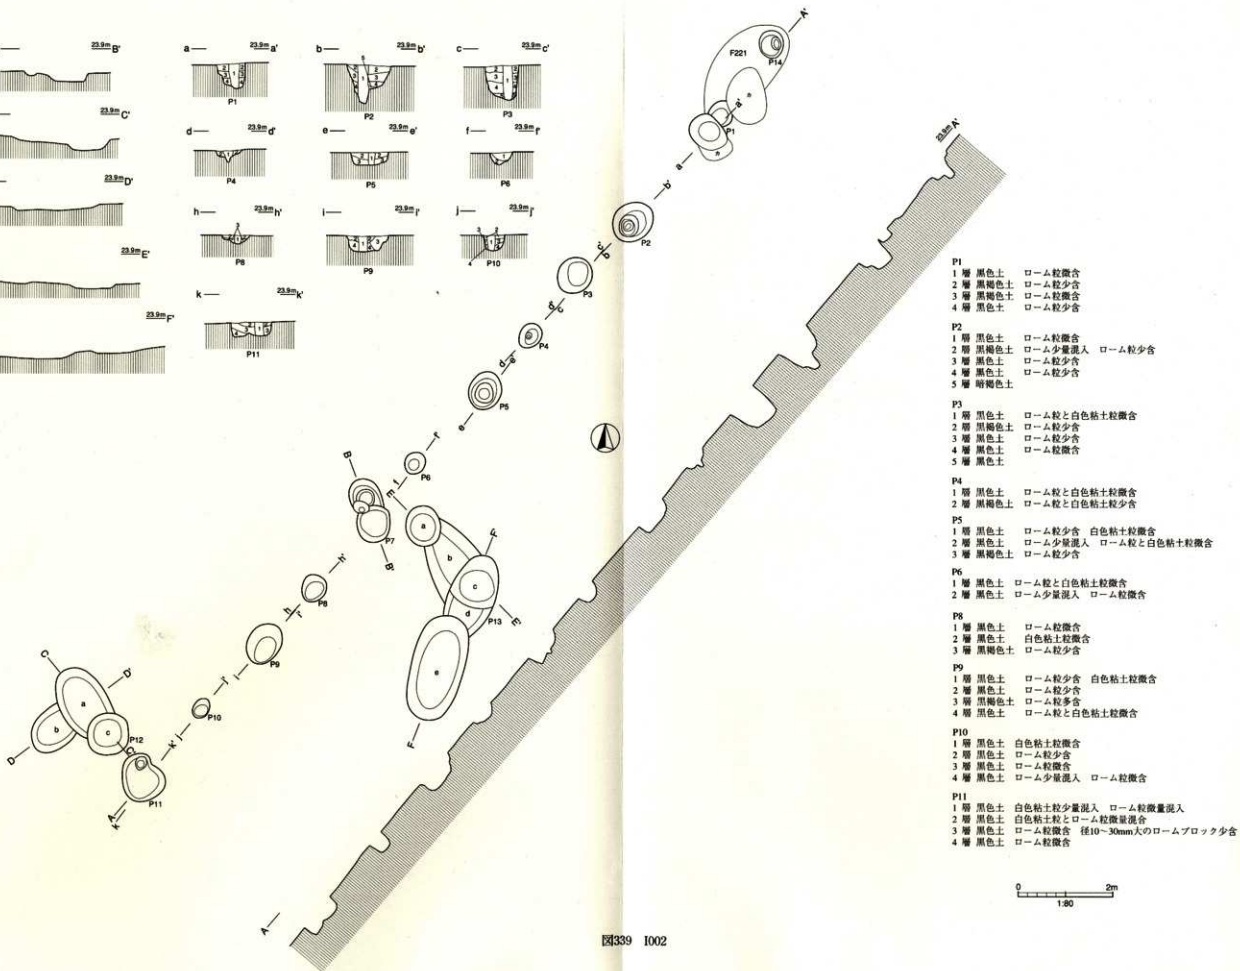 23.9m B'
23.9m C'
23.9m D'
23.9m E'
23.9m F'
a 23.9m a'
1
2
3
4
P1
b 23.9m b'
5
1
2
3
4
P2
c 23.9m c'
1
2
3
4
P3
d 23.9m d'
P4
e 23.9m e'
P5
f 23.9m f'
P6
h 23.9m h'
3
P8
i 23.9m i'
P9
j 23.9m j'
3 2
4
P10
k 23.9m k'
P11
A'
F221
P14
a'
P1
a
b'
P2
c'
b
P3
d'
c
P4
d
e'
P5
e
f'
P6
f
E
B
P7
B'
a
b
c
d
e
F'
E'
P13
F
h'
P8
h
i'
P9
i
j'
P10
j
k'
C
D'
a
b
c
P12
C'
D
P11
A
k
23.9m A'
A
P1
1 層 黒色土 ローム粒微含
2 層 黒褐色土 ローム粒少含
3 層 黒褐色土 ローム粒微含
4 層 黒色土 ローム粒少含
P2
1 層 黒色土 ローム粒微含
2 層 黒褐色土 ローム少量混入 ローム粒少含
3 層 黒色土 ローム粒少含
4 層 黒色土 ローム粒少含
5 層 暗褐色土
P3
1 層 黒色土 ローム粒と白色粘土粒微含
2 層 黒褐色土 ローム粒少含
3 層 黒色土 ローム粒少含
4 層 黒色土 ローム粒微含
5 層 黒色土
P4
1 層 黒色土 ローム粒と白色粘土粒微含
2 層 黒褐色土 ローム粒と白色粘土粒少含
P5
1 層 黒色土 ローム粒少含 白色粘土粒微含
2 層 黒色土 ローム少量混入 ローム粒と白色粘土粒微含
3 層 黒褐色土 ローム粒少含
P6
1 層 黒色土 ローム粒と白色粘土粒微含
2 層 黒色土 ローム少量混入 ローム粒微含
P8
1 層 黒色土 ローム粒微含
2 層 黒色土 白色粘土粒微含
3 層 黒褐色土 ローム粒少含
P9
1 層 黒色土 ローム粒少含 白色粘土粒微含
2 層 黒色土 ローム粒少含
3 層 黒褐色土 ローム粒多含
4 層 黒色土 ローム粒と白色粘土粒微含
P10
1 層 黒色土 白色粘土粒微含
2 層 黒色土 ローム粒少含
3 層 黒色土 ローム粒微含
4 層 黒色土 ローム少量混入 ローム粒微含
P11
1 層 黒色土 白色粘土粒少量混入 ローム粒微量混入
2 層 黒色土 白色粘土粒とローム粒微量混合
3 層 黒色土 ローム粒微含 径10～30mm大のロームブロック少含
4 層 黒色土 ローム粒微含
0 2m
1:80
図339 I002